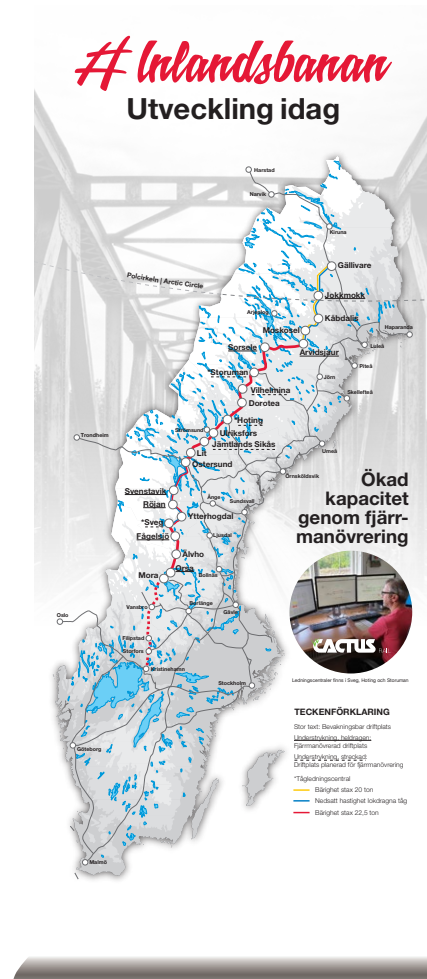 # Inlandsbanan
Utveckling idag
Harstad
Narvik
Kiruna
Gällivare
Polcirkeln | Arctic Circle
Jokkmokk
Arjeplog
Kåbdalis
Moskosel
Haparanda
Sorsele
Arvidsjaur
Luleå
Piteå
Storuman
Jörn
Vilhelmina
Skellefteå
Dorotea
Hoting
Strömsund
Ulriksfors
Trondheim
Jämtlands Sikås
Umeå
Lit
Östersund
Örnsköldsvik
Svenstavik
Röjan
Ånge
Sundsvall
*Sveg
Ytterhogdal
Fågelsjö
Ljusdal
Älvho
Orsa
Mora
Bollnäs
Vansbro
Borlänge
Gävle
Oslo
Filipstad
Storfors
Kristinehamn
Stockholm
Göteborg
Malmö
Ökad
kapacitet
genom fjärr-
manövrering
CACTUS
RAIL
Ledningscentraler finns i Sveg, Hoting och Storuman
TECKENFÖRKLARING
Stor text: Bevakningsbar driftplats
Understrykning, heldragen:
Fjärrmanövrerad driftplats
Understrykning, streckad:
Driftplats planerad för fjärrmanövrering
*Tågledningscentral
Bärighet stax 20 ton
Nedsatt hastighet lokdragna tåg
Bärighet stax 22,5 ton